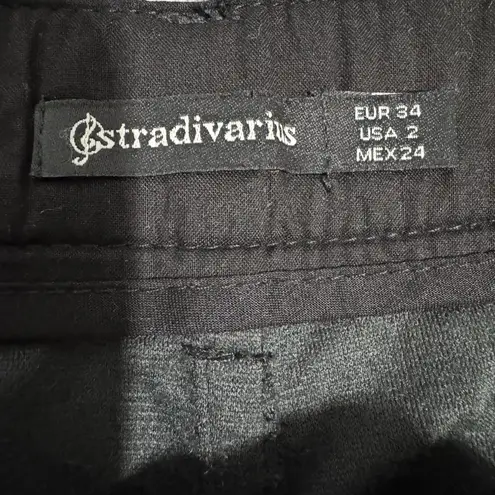 stradivarius
EUR 34
USA 2
MEX 24